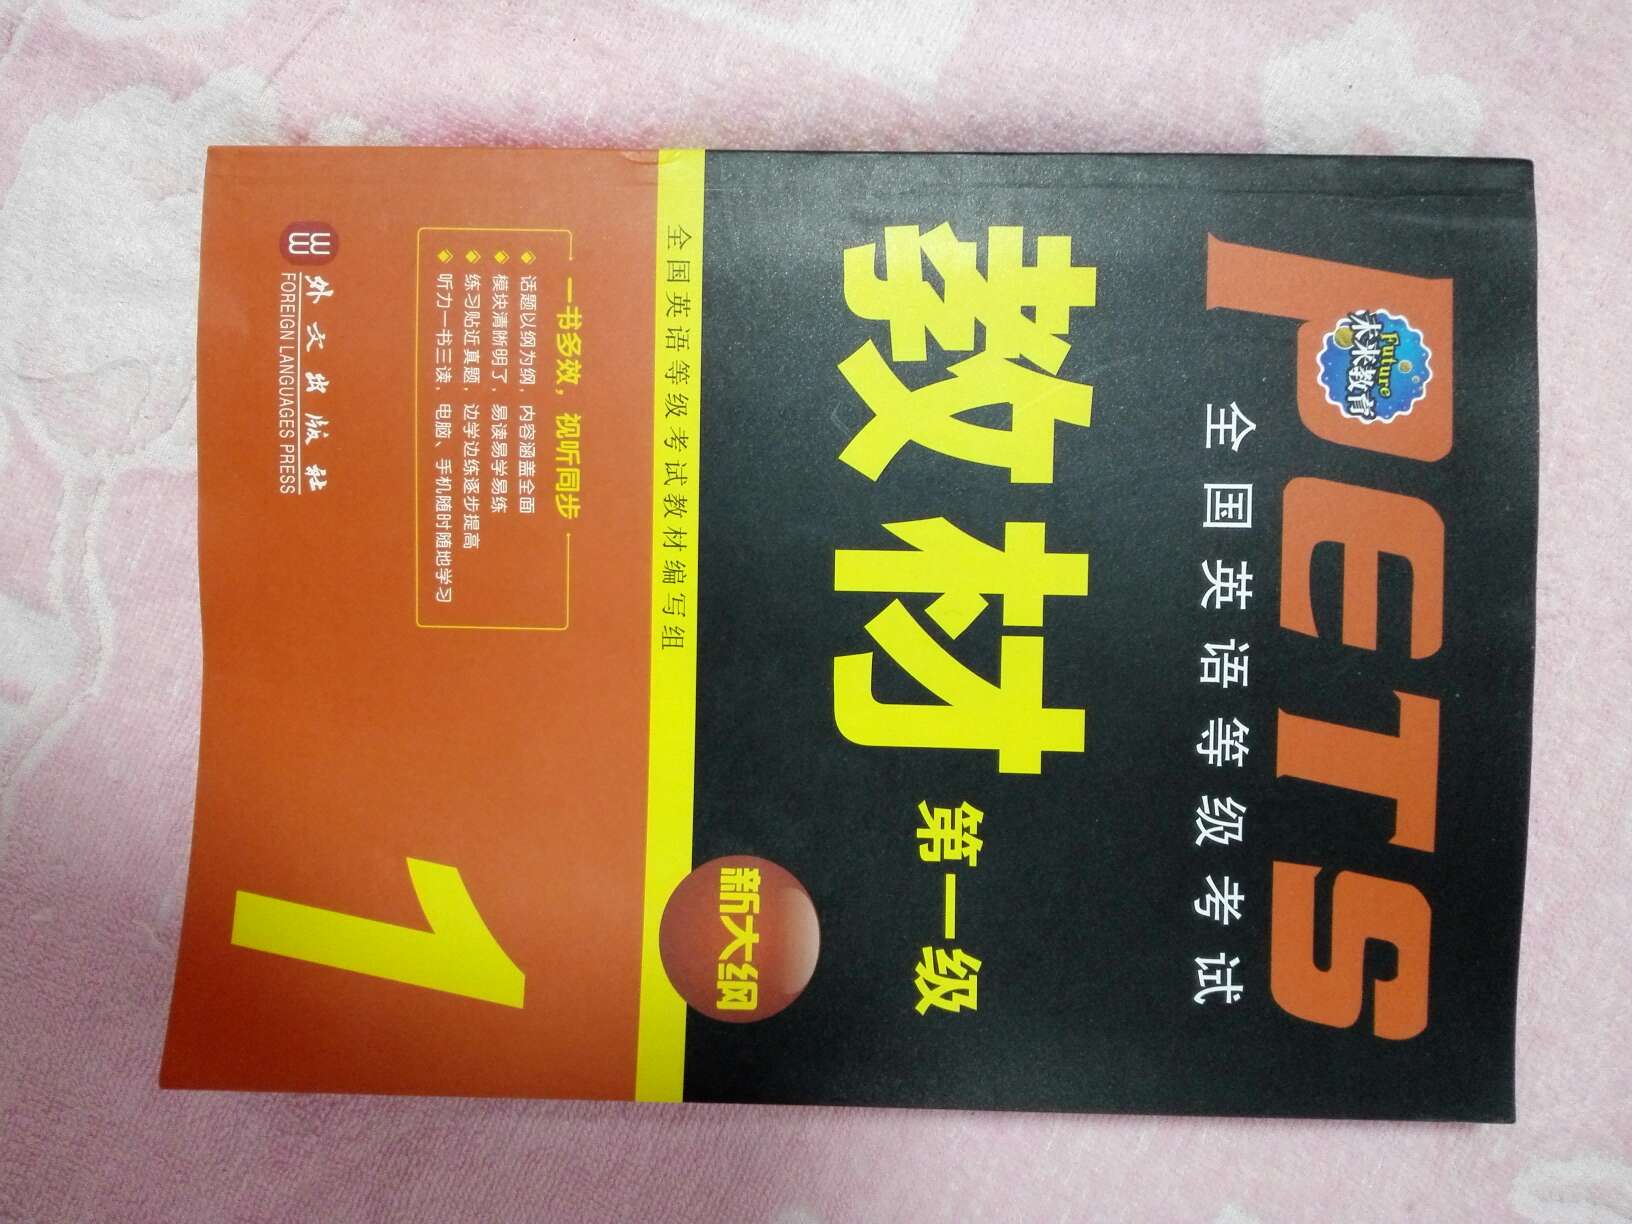 PETS
Future
未来教育
全国英语等级考试
教材
第一级
新大纲
全国英语等级考试教材编写组
一书多效，视听同步
话题以纲为纲，内容涵盖全面
模块清晰明了，易读易学易练
练习贴近真题，边学边练逐步提高
听力一书三读，电脑、手机随时随地学习
1
外文出版社
FOREIGN LANGUAGES PRESS